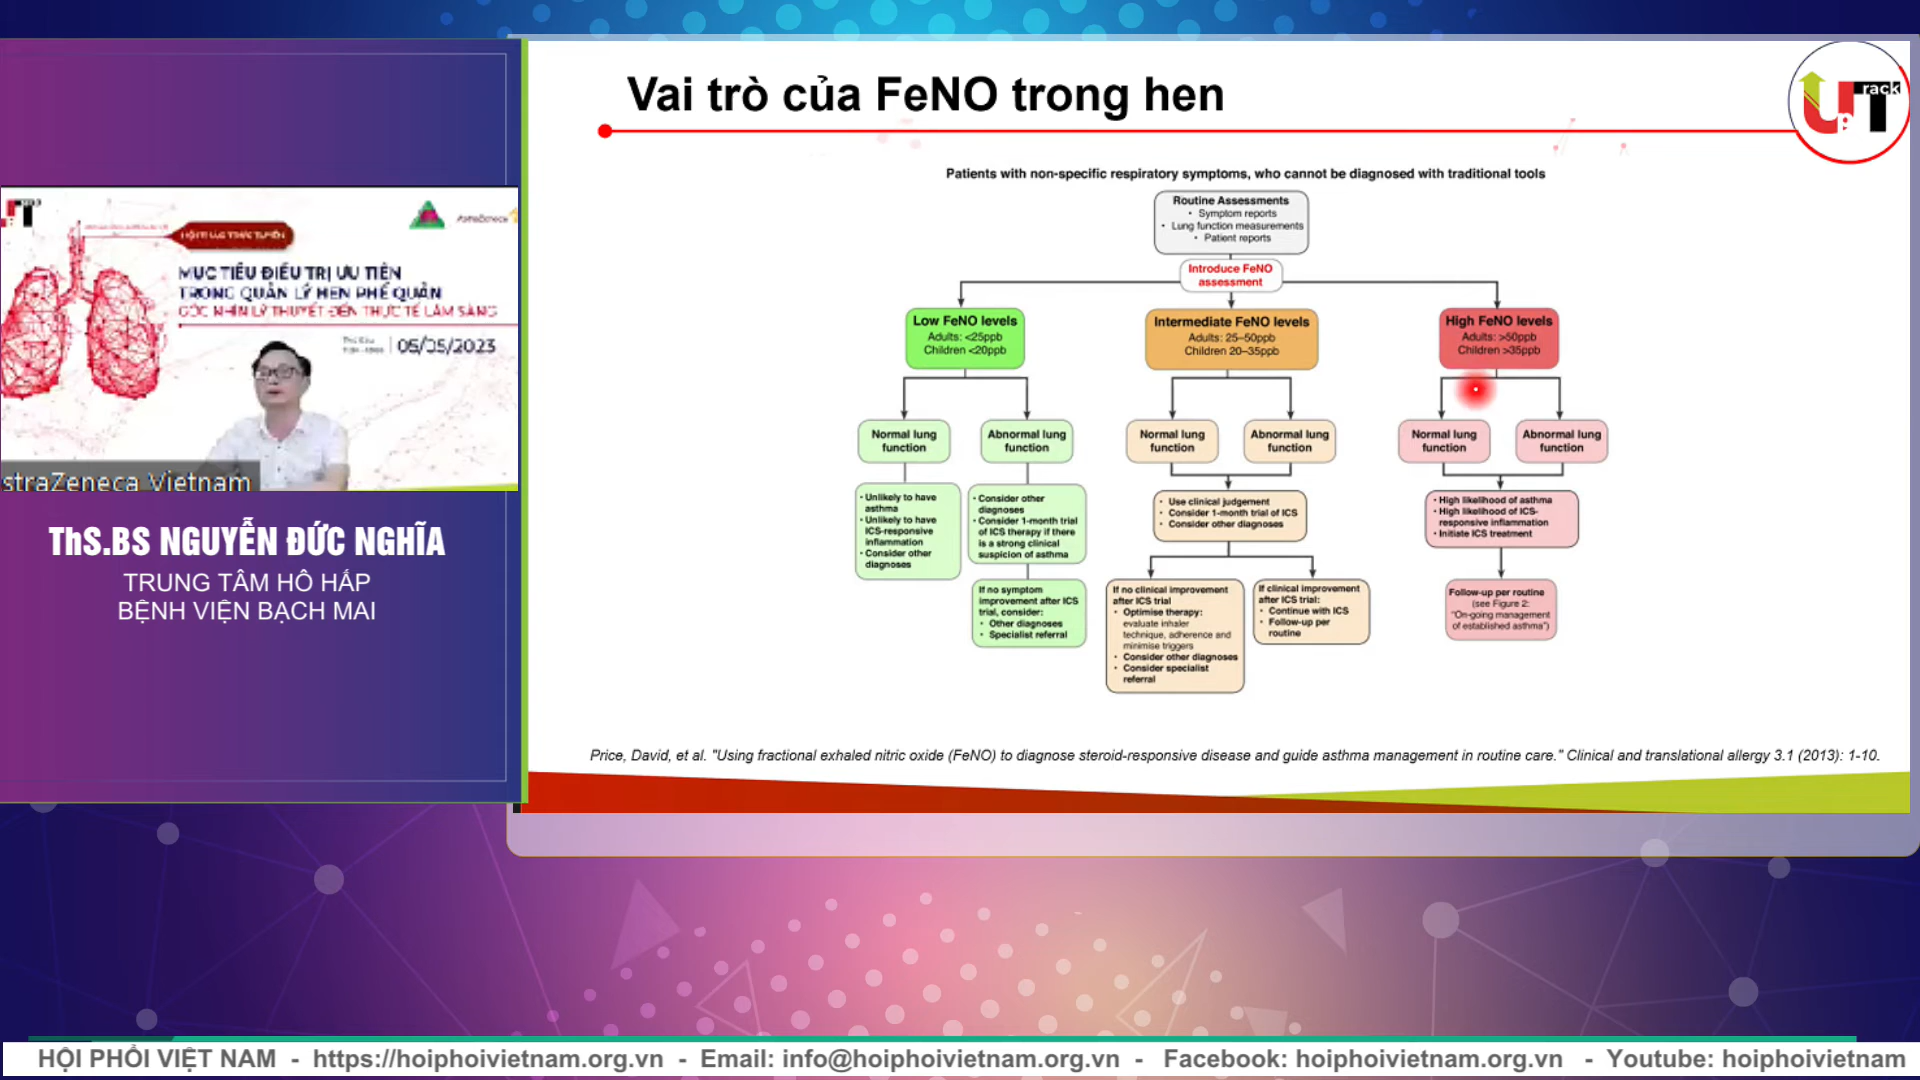 Vai trò của FeNO trong hen
rack
Patients with non-specific respiratory symptoms, who cannot be diagnosed with traditional tools
Routine Assessments
• Symptom reports
• Lung function measurements
• Patient reports
Introduce FeNO
assessment
Low FeNO levels
Adults: <25ppb
Children <20ppb
Intermediate FeNO levels
Adults: 25–50ppb
Children 20–35ppb
High FeNO levels
Adults: >50ppb
Children >35ppb
Normal lung
function
Abnormal lung
function
Normal lung
function
Abnormal lung
function
Normal lung
function
Abnormal lung
function
• Unlikely to have
asthma
• Unlikely to have
ICS-responsive
inflammation
• Consider other
diagnoses
• Consider other
diagnoses
• Consider 1-month trial
of ICS therapy if there
is a strong clinical
suspicion of asthma
• Use clinical judgement
• Consider 1-month trial of ICS
• Consider other diagnoses
• High likelihood of asthma
• High likelihood of ICS-
responsive inflammation
• Initiate ICS treatment
If no symptom
improvement after ICS
trial, consider:
• Other diagnoses
• Specialist referral
If no clinical improvement
after ICS trial
• Optimise therapy:
evaluate inhaler
technique, adherence and
minimise triggers
• Consider other diagnoses
• Consider specialist
referral
If clinical improvement
after ICS trial:
• Continue with ICS
• Follow-up per
routine
Follow-up per routine
(see Figure 2:
"On-going management
of established asthma")
Price, David, et al. "Using fractional exhaled nitric oxide (FeNO) to diagnose steroid-responsive disease and guide asthma management in routine care." Clinical and translational allergy 3.1 (2013): 1-10.
AstraZeneca
MỤC TIÊU ĐIỀU TRỊ ƯU TIÊN
TRONG QUẢN LÝ HEN PHẾ QUẢN
GÓC NHÌN LÝ THUYẾT ĐẾN THỰC TẾ LÂM SÀNG
05/05/2023
straZeneca Vietnam
ThS.BS NGUYỄN ĐỨC NGHĨA
TRUNG TÂM HÔ HẤP
BỆNH VIỆN BẠCH MAI
HỘI PHỔI VIỆT NAM - https://hoiphoivietnam.org.vn - Email: info@hoiphoivietnam.org.vn - Facebook: hoiphoivietnam.org.vn - Youtube: hoiphoivietnam